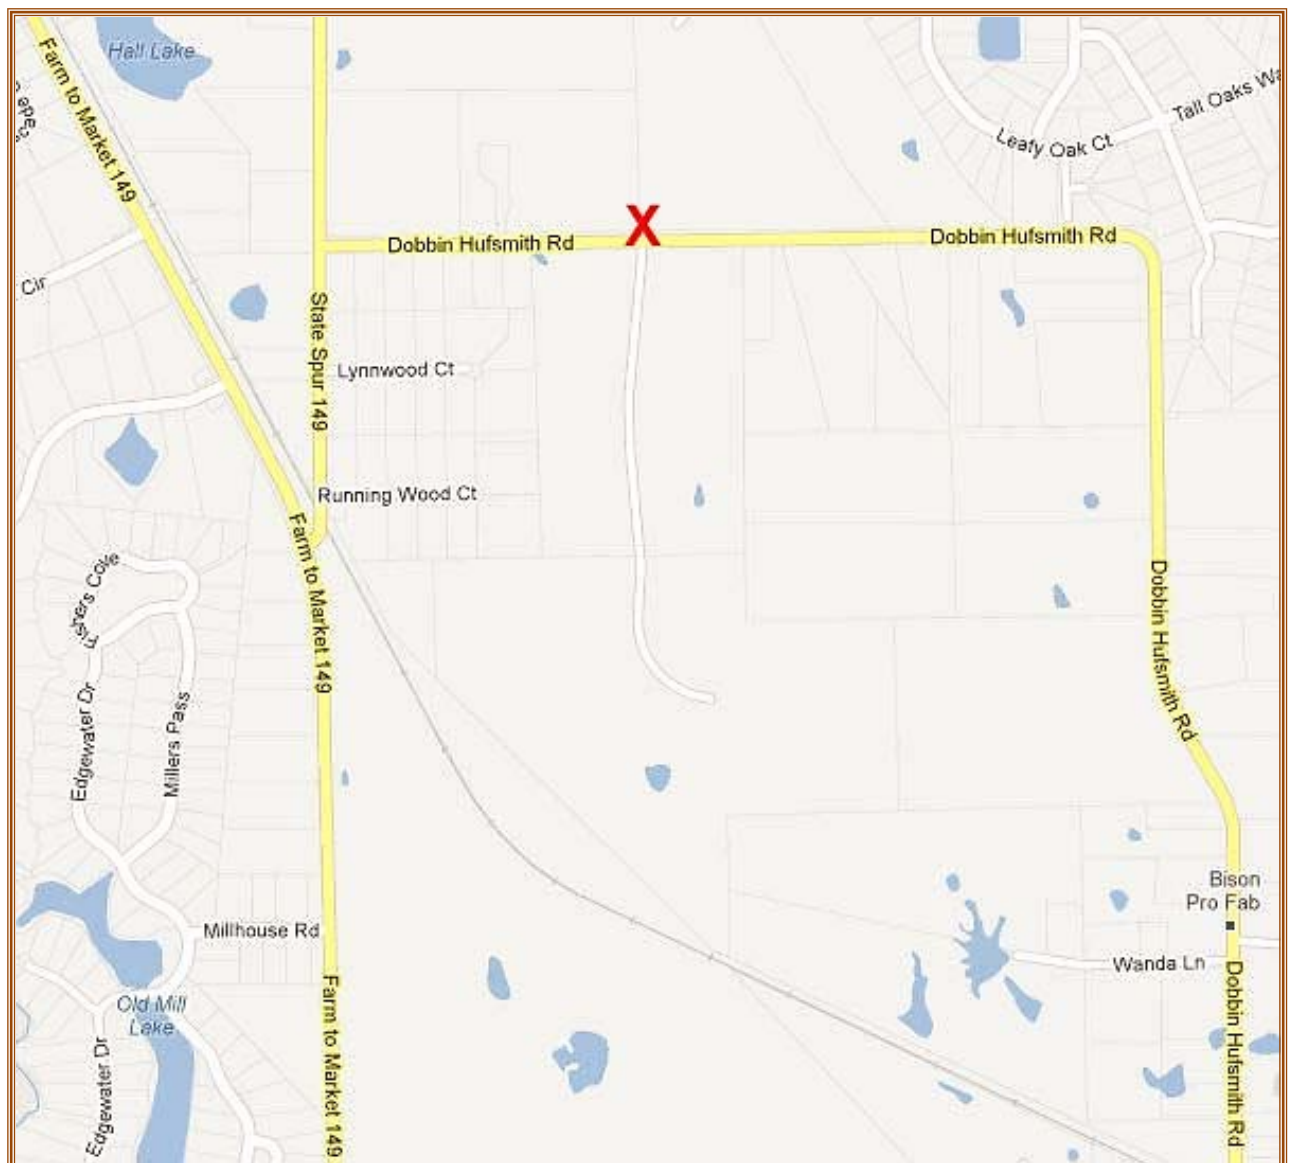 Hall Lake
Farm to Market 149
Tall Oaks Wa
Leafy Oak Ct
X
Dobbin Hufsmith Rd
Dobbin Hufsmith Rd
Cir
State Spur 149
Lynnwood Ct
Running Wood Ct
Farm to Market 149
Fishers Cove
Dobbin Hufsmith Rd
Edgewater Dr
Millers Pass
Bison
Pro Fab
Millhouse Rd
Wanda Ln
Old Mill
Lake
Farm to Market 149
Dobbin Hufsmith Rd
Edgewater Dr